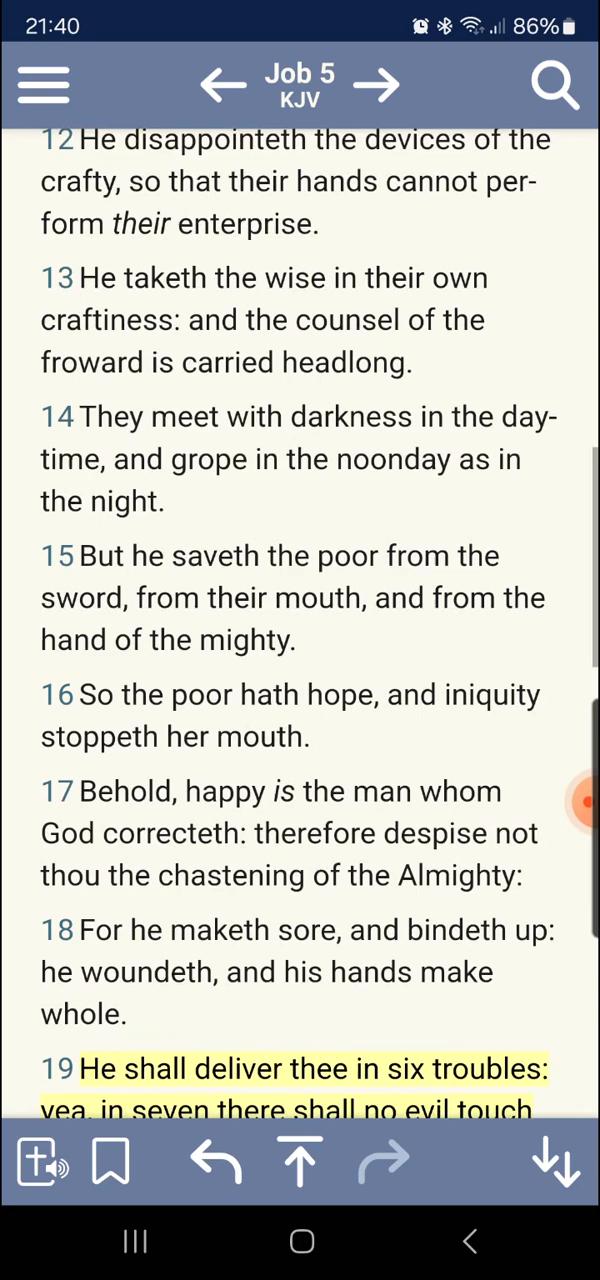 21:40
86%
Job 5
KJV
12 He disappointeth the devices of the
crafty, so that their hands cannot per-
form their enterprise.
13 He taketh the wise in their own
craftiness: and the counsel of the
froward is carried headlong.
14 They meet with darkness in the day-
time, and grope in the noonday as in
the night.
15 But he saveth the poor from the
sword, from their mouth, and from the
hand of the mighty.
16 So the poor hath hope, and iniquity
stoppeth her mouth.
17 Behold, happy is the man whom
God correcteth: therefore despise not
thou the chastening of the Almighty:
18 For he maketh sore, and bindeth up:
he woundeth, and his hands make
whole.
19 He shall deliver thee in six troubles:
yea, in seven there shall no evil touch